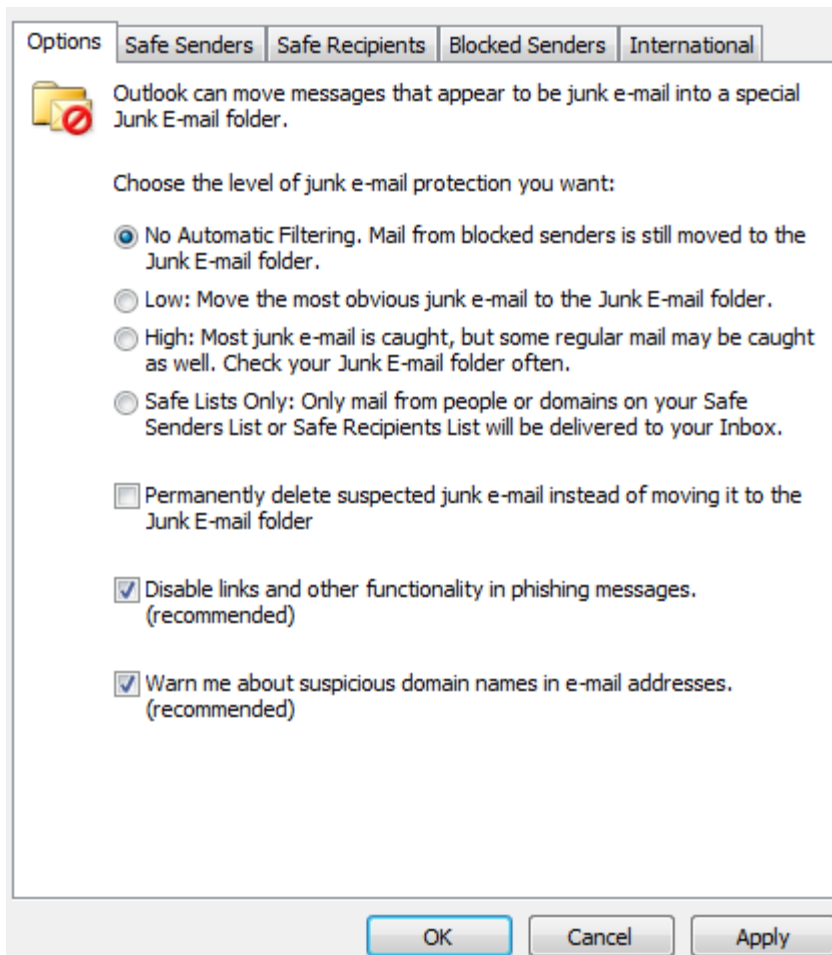 Options Safe Senders Safe Recipients Blocked Senders International
Outlook can move messages that appear to be junk e-mail into a special
Junk E-mail folder.
Choose the level of junk e-mail protection you want:
No Automatic Filtering. Mail from blocked senders is still moved to the
Junk E-mail folder.
Low: Move the most obvious junk e-mail to the Junk E-mail folder.
High: Most junk e-mail is caught, but some regular mail may be caught
as well. Check your Junk E-mail folder often.
Safe Lists Only: Only mail from people or domains on your Safe
Senders List or Safe Recipients List will be delivered to your Inbox.
Permanently delete suspected junk e-mail instead of moving it to the
Junk E-mail folder
Disable links and other functionality in phishing messages.
(recommended)
Warn me about suspicious domain names in e-mail addresses.
(recommended)
OK Cancel Apply